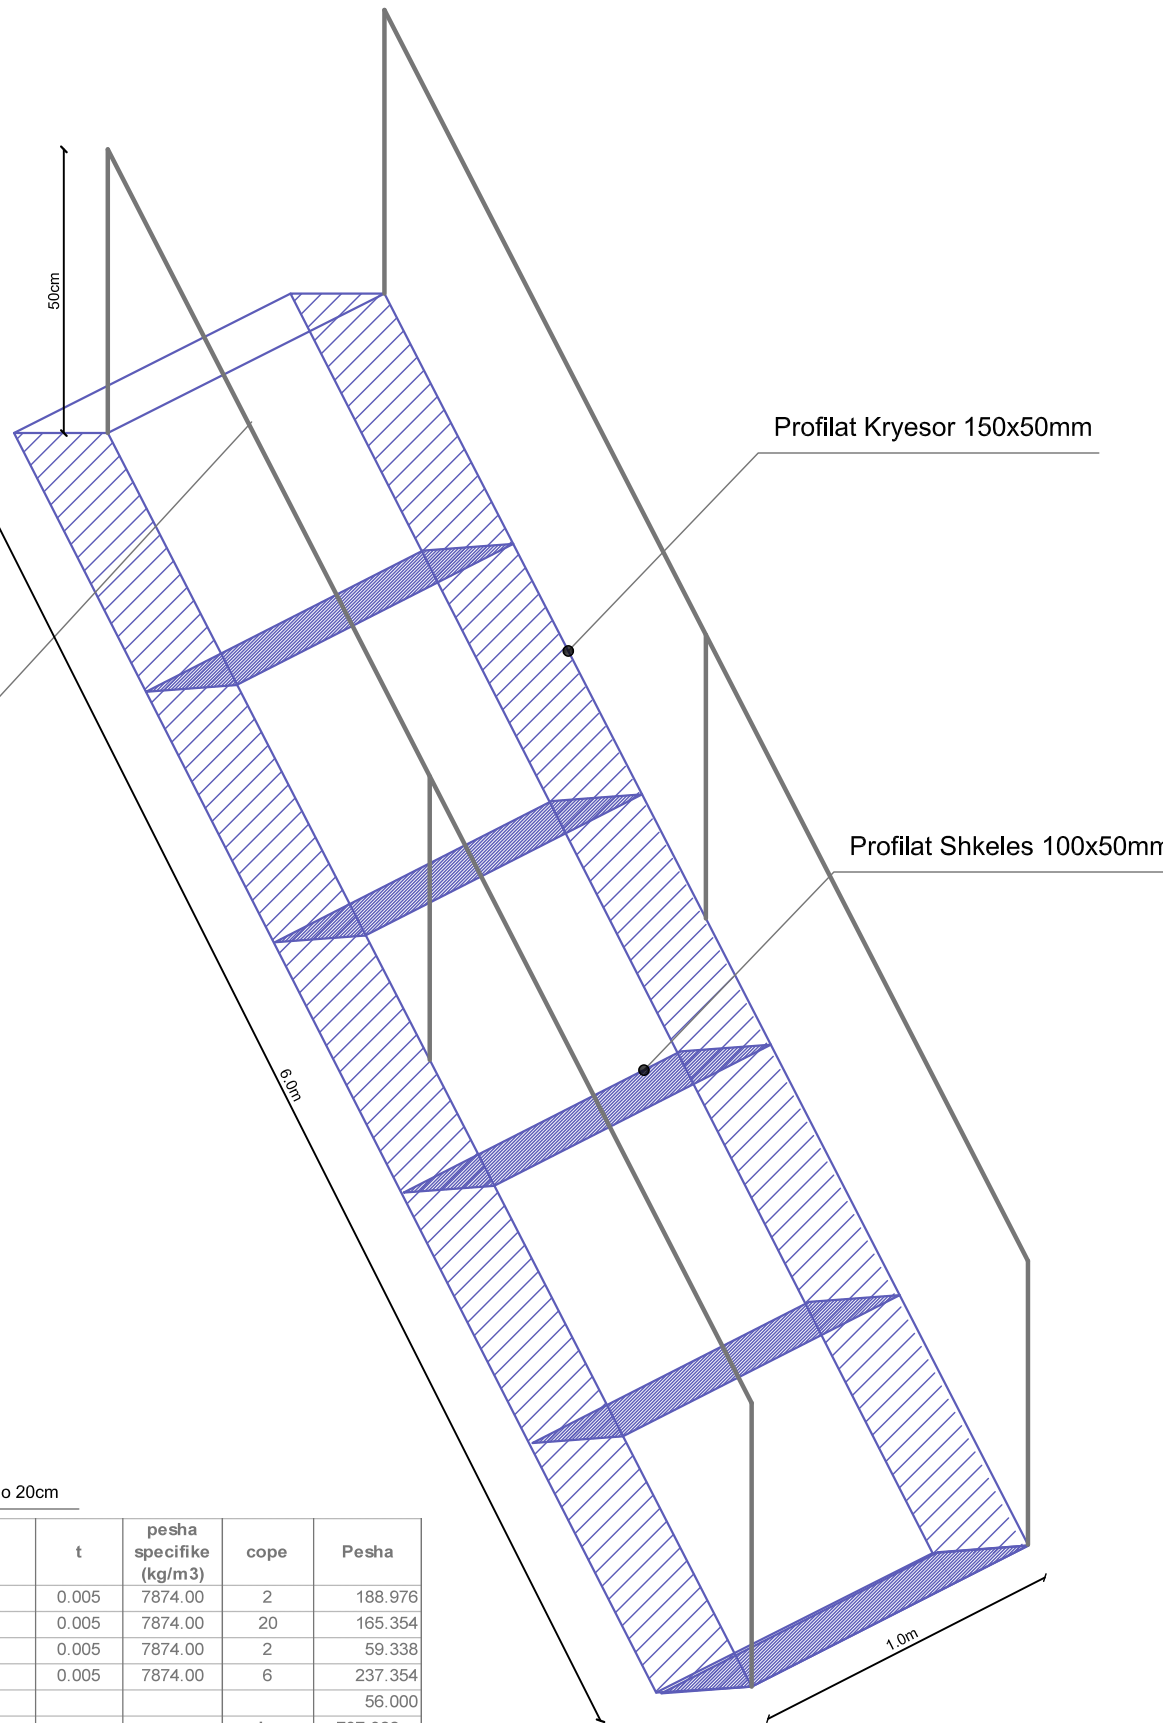 50cm
Profilat Kryesor 150x50mm
Profilat Shkeles 100x50mm
6.0m
1.0m
o 20cm
t pesha specifike (kg/m3) cope Pesha
0.005 7874.00 2 188.976
0.005 7874.00 20 165.354
0.005 7874.00 2 59.338
0.005 7874.00 6 237.354
56.000